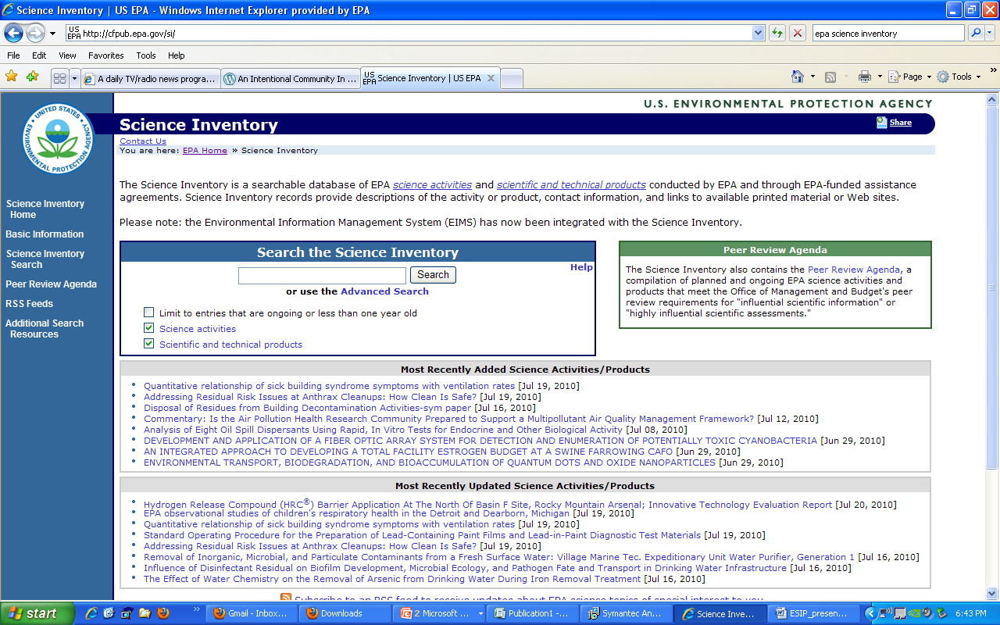 Science Inventory | US EPA - Windows Internet Explorer provided by EPA
US EPA http://cfpub.epa.gov/si/
epa science inventory
File Edit View Favorites Tools Help
A daily TV/radio news progra...
An Intentional Community In ...
US EPA Science Inventory | US EPA
Page
Tools
UNITED STATES ENVIRONMENTAL PROTECTION AGENCY
U.S. ENVIRONMENTAL PROTECTION AGENCY
Science Inventory
Share
Contact Us
You are here: EPA Home » Science Inventory
Science Inventory
Home
Basic Information
Science Inventory
Search
Peer Review Agenda
RSS Feeds
Additional Search
Resources
The Science Inventory is a searchable database of EPA science activities and scientific and technical products conducted by EPA and through EPA-funded assistance
agreements. Science Inventory records provide descriptions of the activity or product, contact information, and links to available printed material or Web sites.
Please note: the Environmental Information Management System (EIMS) has now been integrated with the Science Inventory.
Search the Science Inventory
Search
Help
or use the Advanced Search
Limit to entries that are ongoing or less than one year old
Science activities
Scientific and technical products
Peer Review Agenda
The Science Inventory also contains the Peer Review Agenda, a
compilation of planned and ongoing EPA science activities and
products that meet the Office of Management and Budget's peer
review requirements for "influential scientific information" or
"highly influential scientific assessments."
Most Recently Added Science Activities/Products
• Quantitative relationship of sick building syndrome symptoms with ventilation rates [Jul 19, 2010]
• Addressing Residual Risk Issues at Anthrax Cleanups: How Clean Is Safe? [Jul 19, 2010]
• Disposal of Residues from Building Decontamination Activities-sym paper [Jul 16, 2010]
• Commentary: Is the Air Pollution Health Research Community Prepared to Support a Multipollutant Air Quality Management Framework? [Jul 12, 2010]
• Analysis of Eight Oil Spill Dispersants Using Rapid, In Vitro Tests for Endocrine and Other Biological Activity [Jul 08, 2010]
• DEVELOPMENT AND APPLICATION OF A FIBER OPTIC ARRAY SYSTEM FOR DETECTION AND ENUMERATION OF POTENTIALLY TOXIC CYANOBACTERIA [Jun 29, 2010]
• AN INTEGRATED APPROACH TO DEVELOPING A TOTAL FACILITY ESTROGEN BUDGET AT A SWINE FARROWING CAFO [Jun 29, 2010]
• ENVIRONMENTAL TRANSPORT, BIODEGRADATION, AND BIOACCUMULATION OF QUANTUM DOTS AND OXIDE NANOPARTICLES [Jun 29, 2010]
Most Recently Updated Science Activities/Products
• Hydrogen Release Compound (HRC®) Barrier Application At The North Of Basin F Site, Rocky Mountain Arsenal; Innovative Technology Evaluation Report [Jul 20, 2010]
• EPA observational studies of children's respiratory health in the Detroit and Dearborn, Michigan [Jul 19, 2010]
• Quantitative relationship of sick building syndrome symptoms with ventilation rates [Jul 19, 2010]
• Standard Operating Procedure for the Preparation of Lead-Containing Paint Films and Lead-in-Paint Diagnostic Test Materials [Jul 19, 2010]
• Addressing Residual Risk Issues at Anthrax Cleanups: How Clean Is Safe? [Jul 19, 2010]
• Removal of Inorganic, Microbial, and Particulate Contaminants from a Fresh Surface Water: Village Marine Tec. Expeditionary Unit Water Purifier, Generation 1 [Jul 16, 2010]
• Influence of Disinfectant Residual on Biofilm Development, Microbial Ecology, and Pathogen Fate and Transport in Drinking Water Infrastructure [Jul 16, 2010]
• The Effect of Water Chemistry on the Removal of Arsenic from Drinking Water During Iron Removal Treatment [Jul 16, 2010]
Subscribe to an RSS feed to receive updates about EPA science topics of special interest to you
start
Gmail - Inbox...
Downloads
2 Microsoft ...
Publication1 -...
Symantec An...
Science Inve...
ESIP_presen...
6:43 PM